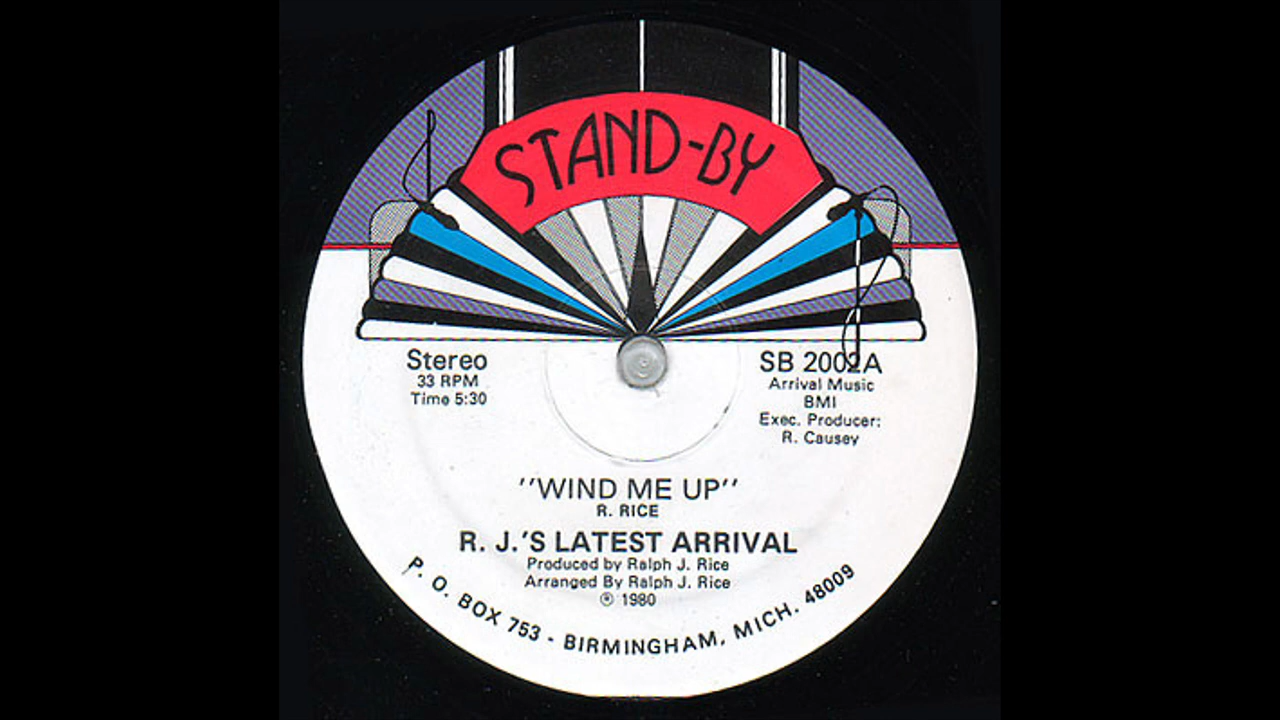 STAND-BY
Stereo
33 RPM
Time 5:30
SB 2002A
Arrival Music
BMI
Exec. Producer:
R. Causey
''WIND ME UP''
R. RICE
R. J.'S LATEST ARRIVAL
Produced by Ralph J. Rice
Arranged By Ralph J. Rice
℗ 1980
P. O. BOX 753 - BIRMINGHAM, MICH. 48009